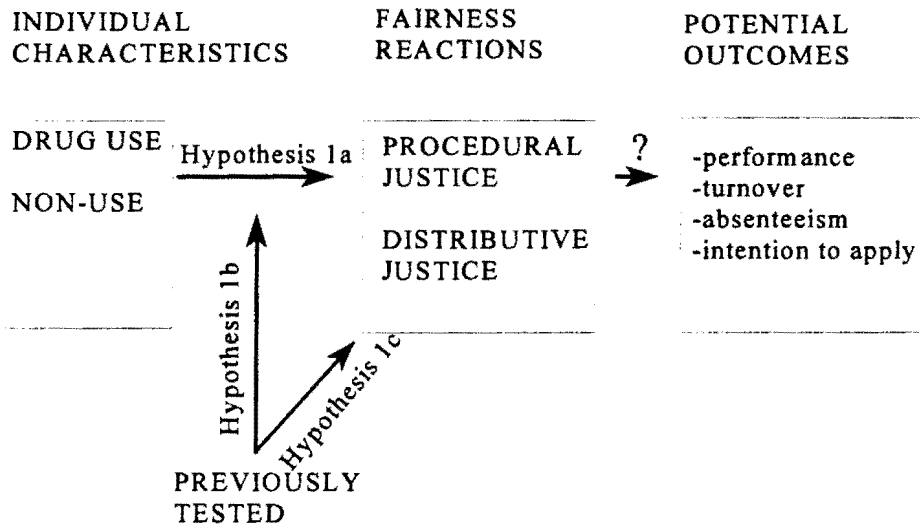 INDIVIDUAL
CHARACTERISTICS
FAIRNESS
REACTIONS
POTENTIAL
OUTCOMES
DRUG USE
NON-USE
Hypothesis 1a
PROCEDURAL
JUSTICE
DISTRIBUTIVE
JUSTICE
?
-performance
-turnover
-absenteeism
-intention to apply
Hypothesis 1b
Hypothesis 1c
PREVIOUSLY
TESTED